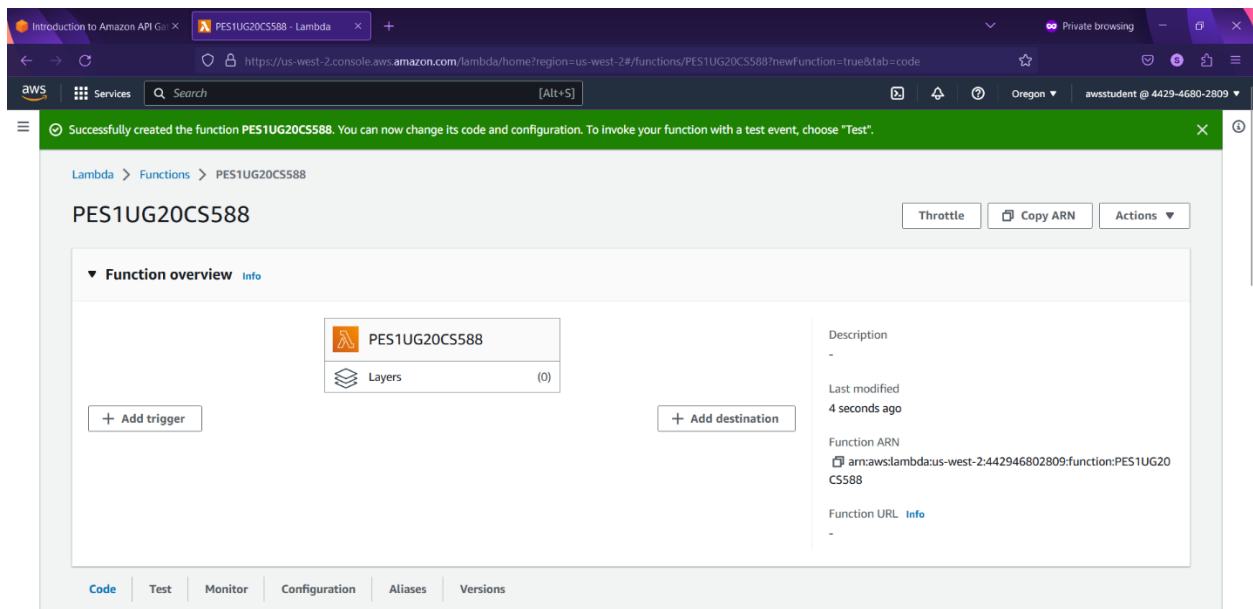 Introduction to Amazon API Gat
PES1UG20CS588 - Lambda
Private browsing
https://us-west-2.console.aws.amazon.com/lambda/home?region=us-west-2#/functions/PES1UG20CS588?newFunction=true&tab=code
S
aws
Services
Search
[Alt+S]
Oregon ▼
awsstudent @ 4429-4680-2809 ▼
Successfully created the function PES1UG20CS588. You can now change its code and configuration. To invoke your function with a test event, choose "Test".
Lambda > Functions > PES1UG20CS588
PES1UG20CS588
Throttle
Copy ARN
Actions ▼
▼ Function overview Info
PES1UG20CS588
Layers (0)
+ Add trigger
+ Add destination
Description
-
Last modified
4 seconds ago
Function ARN
arn:aws:lambda:us-west-2:442946802809:function:PES1UG20
CS588
Function URL Info
-
Code
Test
Monitor
Configuration
Aliases
Versions